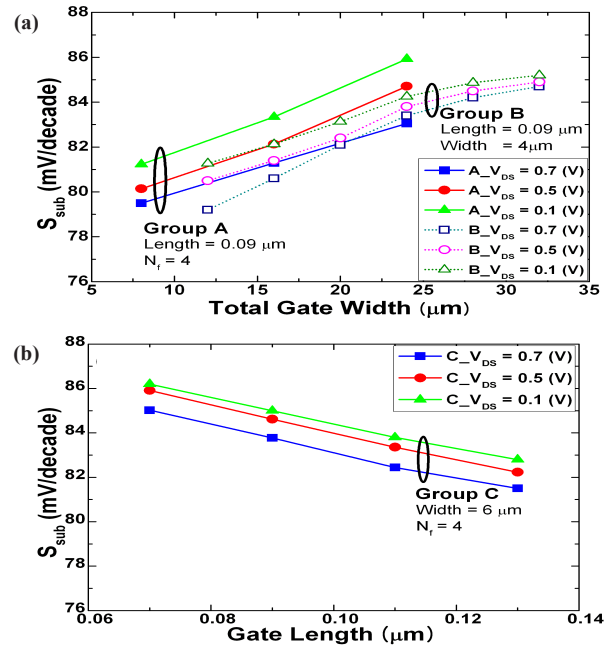 (a)
88
86
84
82
80
78
76
S_sub (mV/decade)
Group A
Length = 0.09 μm
N_f = 4
Group B
Length = 0.09 μm
Width = 4μm
A_V_DS = 0.7 (V)
A_V_DS = 0.5 (V)
A_V_DS = 0.1 (V)
B_V_DS = 0.7 (V)
B_V_DS = 0.5 (V)
B_V_DS = 0.1 (V)
5 10 15 20 25 30 35
Total Gate Width (μm)
(b)
88
86
84
82
80
78
76
S_sub (mV/decade)
C_V_DS = 0.7 (V)
C_V_DS = 0.5 (V)
C_V_DS = 0.1 (V)
Group C
Width = 6 μm
N_f = 4
0.06 0.08 0.10 0.12 0.14
Gate Length (μm)